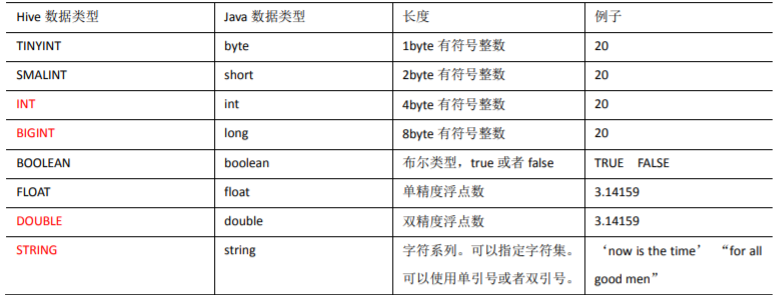 Hive 数据类型 Java 数据类型 长度 例子
TINYINT byte 1byte 有符号整数 20
SMALINT short 2byte 有符号整数 20
INT int 4byte 有符号整数 20
BIGINT long 8byte 有符号整数 20
BOOLEAN boolean 布尔类型，true 或者 false TRUE FALSE
FLOAT float 单精度浮点数 3.14159
DOUBLE double 双精度浮点数 3.14159
STRING string 字符系列。可以指定字符集。 ‘now is the time’ “for all
可以使用单引号或者双引号。 good men”